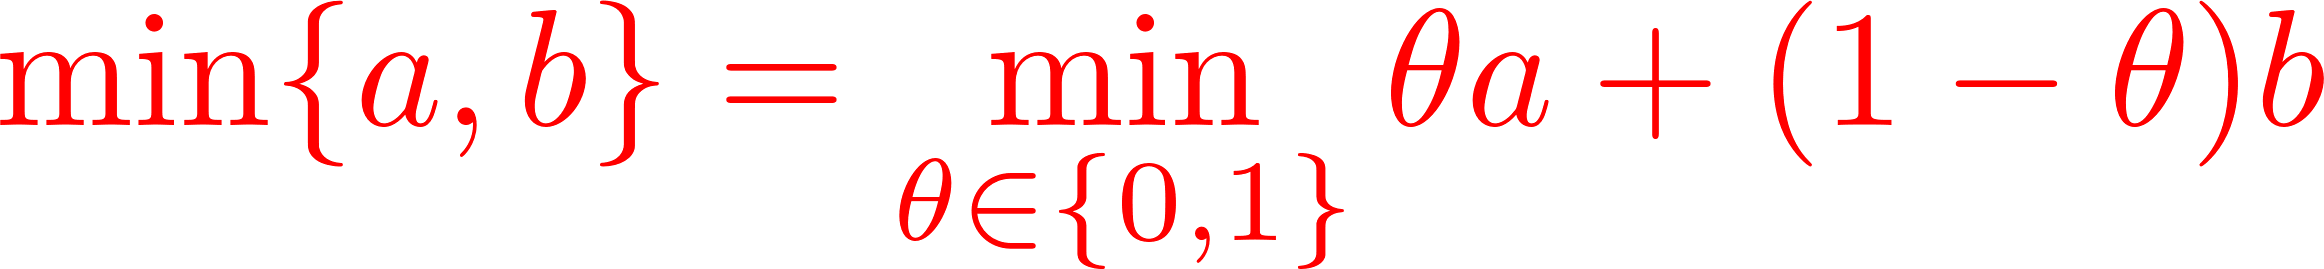 min{a, b} = min θa + (1 − θ)b
θ∈{0,1}